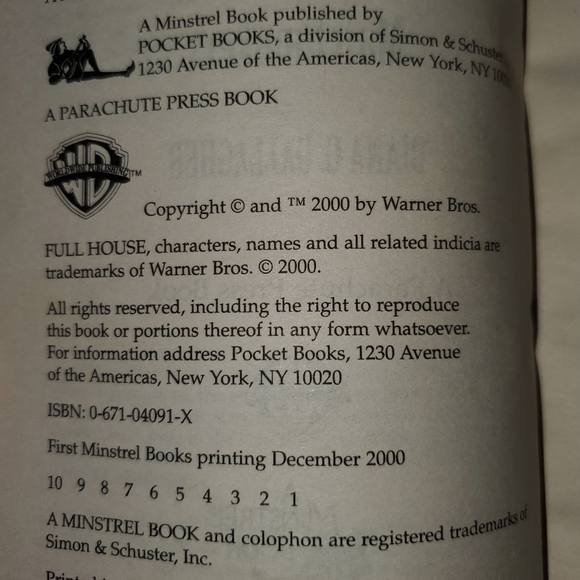 A Minstrel Book published by
POCKET BOOKS, a division of Simon & Schuster
1230 Avenue of the Americas, New York, NY 10020
A PARACHUTE PRESS BOOK
WORLDWIDE PUBLISHING™
WB
Copyright © and ™ 2000 by Warner Bros.
FULL HOUSE, characters, names and all related indicia are
trademarks of Warner Bros. © 2000.
All rights reserved, including the right to reproduce
this book or portions thereof in any form whatsoever.
For information address Pocket Books, 1230 Avenue
of the Americas, New York, NY 10020
ISBN: 0-671-04091-X
First Minstrel Books printing December 2000
10 9 8 7 6 5 4 3 2 1
A MINSTREL BOOK and colophon are registered trademarks of
Simon & Schuster, Inc.